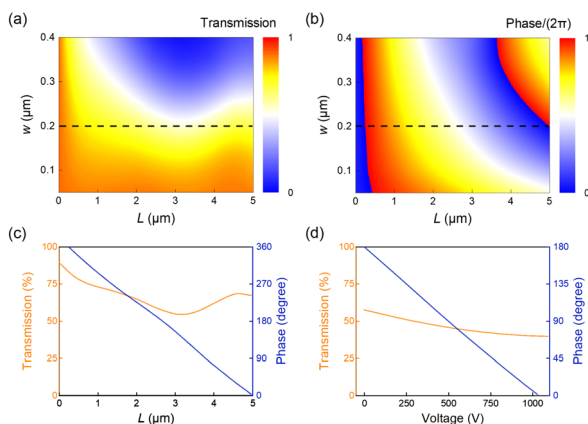 (a) Transmission
0.4
0.3
0.2
0.1
w (μm)
0 1 2 3 4 5
L (μm)
1
0
(b) Phase/(2π)
0.4
0.3
0.2
0.1
w (μm)
0 1 2 3 4 5
L (μm)
1
0
(c)
100
75
50
25
0
Transmission (%)
360
270
180
90
0
Phase (degree)
0 1 2 3 4 5
L (μm)
(d)
100
75
50
25
0
Transmission (%)
180
135
90
45
0
Phase (degree)
0 250 500 750 1000
Voltage (V)